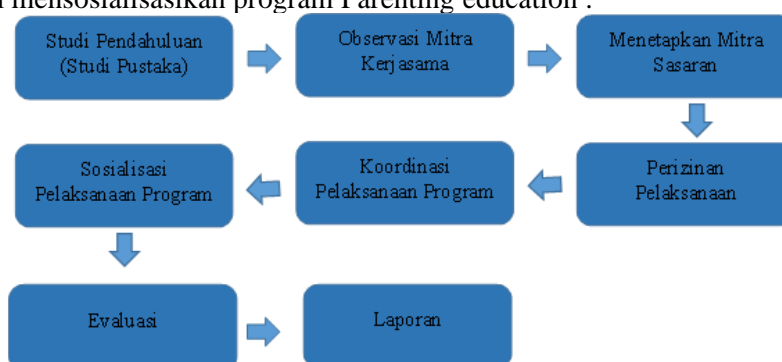 mensosialisasikan program Parenting education :
Studi Pendahuluan
(Studi Pustaka)
Observasi Mitra
Kerjasama
Menetapkan Mitra
Sasaran
Perizinan
Pelaksanaan
Koordinasi
Pelaksanaan Program
Sosialisasi
Pelaksanaan Program
Evaluasi
Laporan